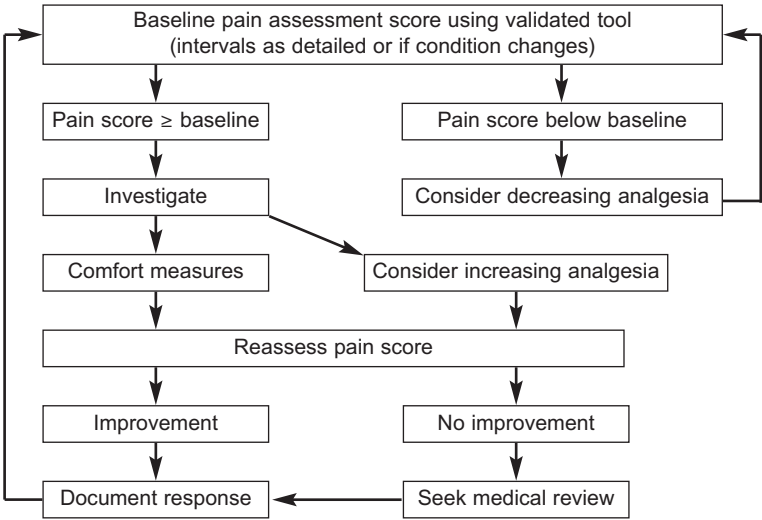 Baseline pain assessment score using validated tool
(intervals as detailed or if condition changes)
Pain score ≥ baseline
Pain score below baseline
Investigate
Consider decreasing analgesia
Comfort measures
Consider increasing analgesia
Reassess pain score
Improvement
No improvement
Document response
Seek medical review